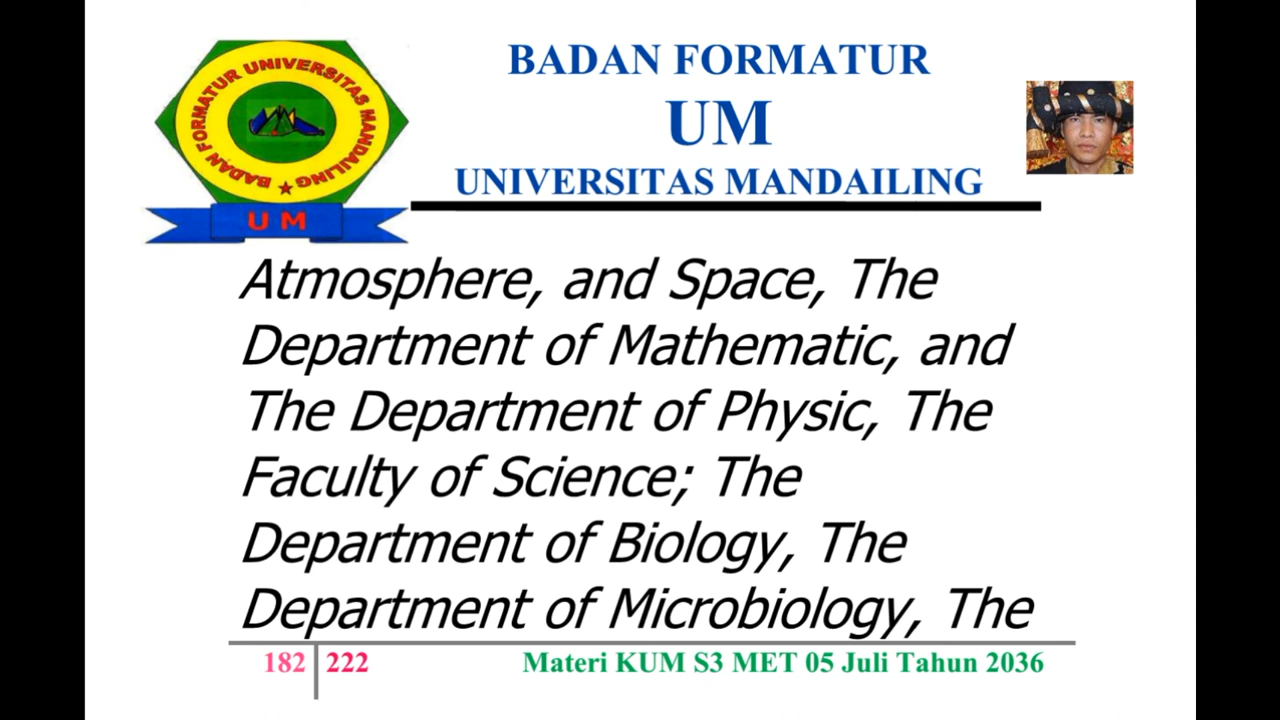 BADAN FORMATUR
UM
UNIVERSITAS MANDAILING
BADAN FORMATUR UNIVERSITAS MANDAILING
UM
Atmosphere, and Space, The
Department of Mathematic, and
The Department of Physic, The
Faculty of Science; The
Department of Biology, The
Department of Microbiology, The
182 222 Materi KUM S3 MET 05 Juli Tahun 2036